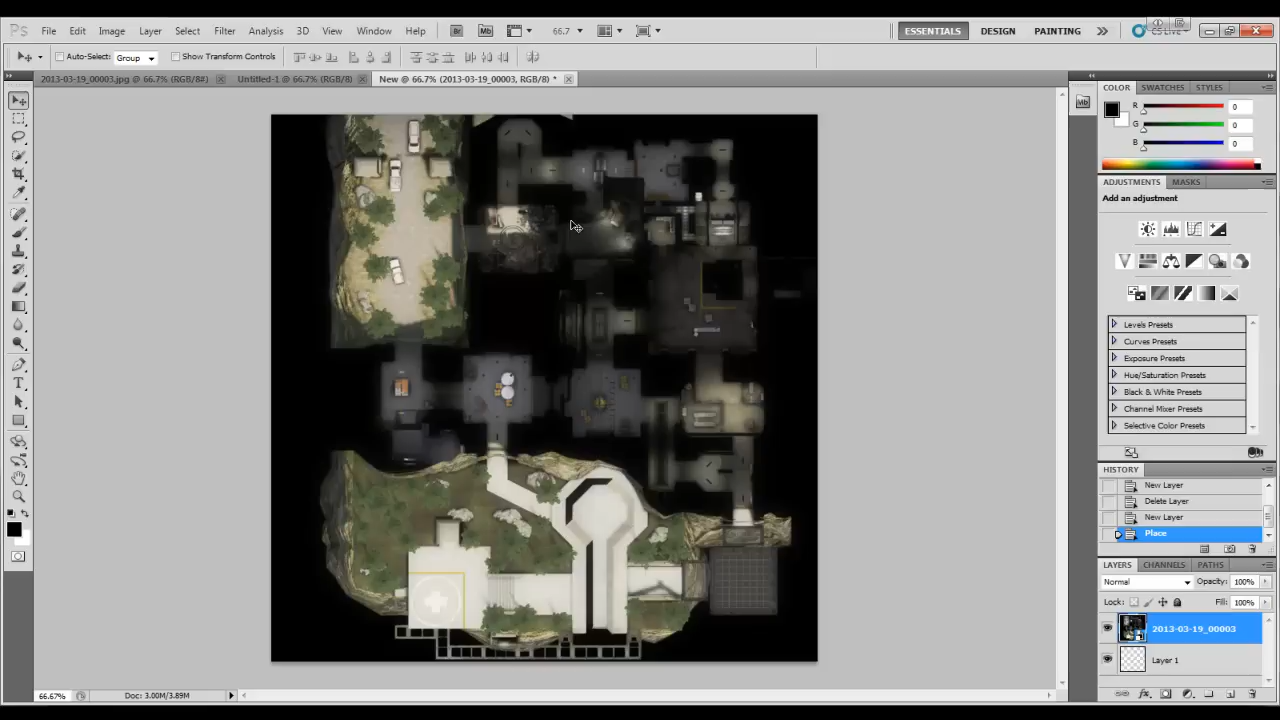 Ps File Edit Image Layer Select Filter Analysis 3D View Window Help Br Mb 66.7 ESSENTIALS DESIGN PAINTING CS Live
Auto-Select: Group Show Transform Controls
2013-03-19_00003.jpg @ 66.7% (RGB/8#) Untitled-1 @ 66.7% (RGB/8) New @ 66.7% (2013-03-19_00003, RGB/8) *
COLOR SWATCHES STYLES
Mb
R 0
G 0
B 0
ADJUSTMENTS MASKS
Add an adjustment
Levels Presets
Curves Presets
Exposure Presets
Hue/Saturation Presets
Black & White Presets
Channel Mixer Presets
Selective Color Presets
HISTORY
New Layer
Delete Layer
New Layer
Place
LAYERS CHANNELS PATHS
Normal Opacity: 100%
Lock: Fill: 100%
2013-03-19_00003
Layer 1
66.67% Doc: 3.00M/3.89M